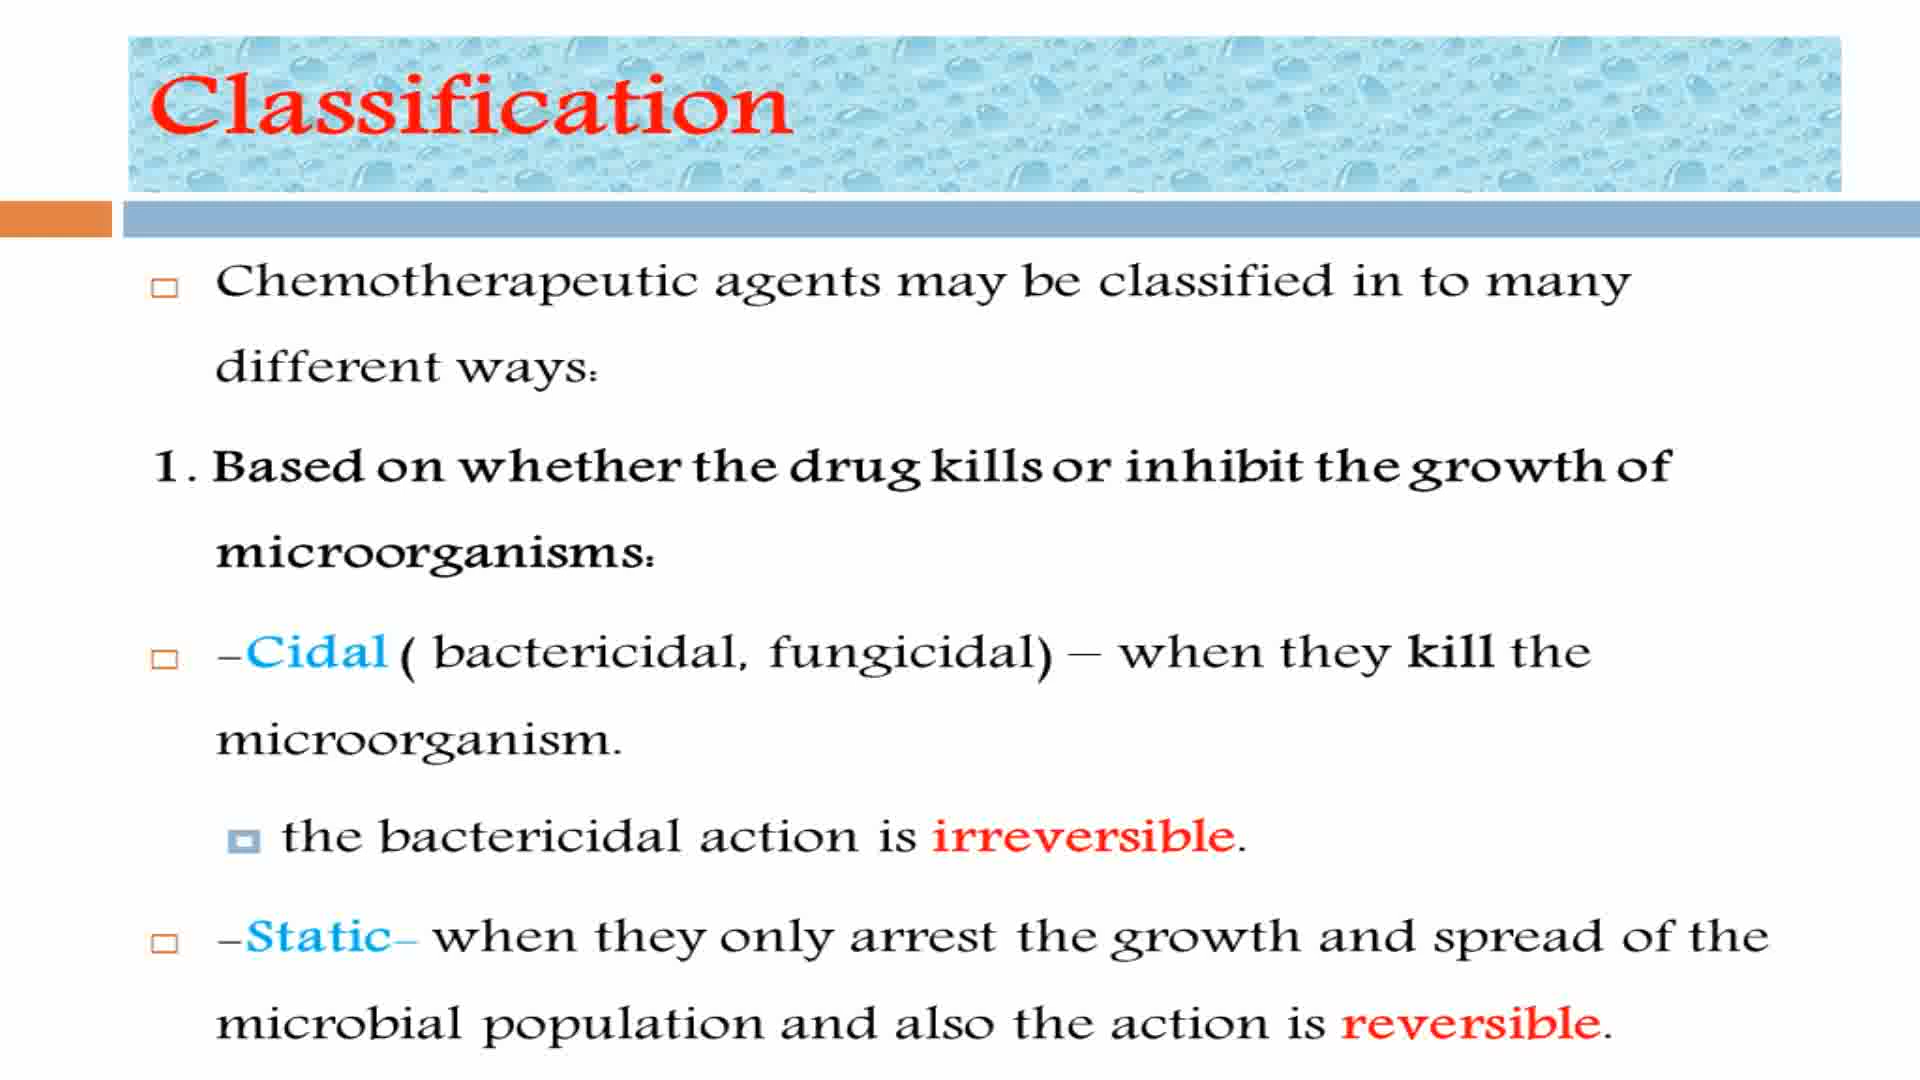 Classification
Chemotherapeutic agents may be classified in to many
different ways:
1. Based on whether the drug kills or inhibit the growth of
microorganisms:
-Cidal ( bactericidal, fungicidal) – when they kill the
microorganism.
the bactericidal action is irreversible.
-Static- when they only arrest the growth and spread of the
microbial population and also the action is reversible.